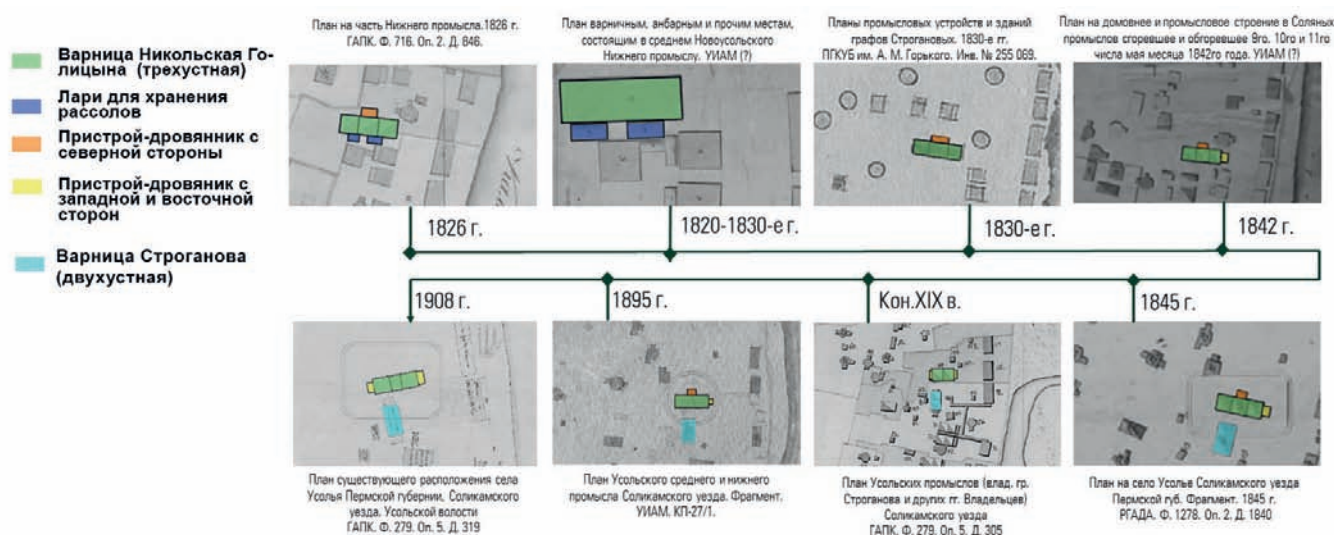 Варница Никольская Го-
лицына (трехустная)
Лари для хранения
рассолов
Пристрой-дровянник с
северной стороны
Пристрой-дровяник с
западной и восточной
сторон
Варница Строганова
(двухустная)
План на часть Нижнего промысла.1826 г.
ГАПК. Ф. 716. Оп. 2. Д. 646.
План варничным, анбарным и прочим местам,
состоящим в среднем Новоусольского
Нижнего промыслу. УИАМ (?)
Планы промысловых устройств и зданий
графов Строгановых. 1830-е гг.
ПГКУБ им. А. М. Горького. Инв. № 255 069.
План на домовнее и промысловое строение в Соляных
промыслов сгоревшее и обгоревшее 9го. 10го и 11го
числа мая месяца 1842го года. УИАМ (?)
1826 г.
1820-1830-е г.
1830-е г.
1842 г.
1908 г.
1895 г.
Кон.XIX в.
1845 г.
План существующего расположения села
Усолья Пермской губернии, Соликамского
уезда, Усольской волости
ГАПК. Ф. 279. Оп. 5. Д. 319
План Усольского среднего и нижнего
промысла Соликамского уезда. Фрагмент.
УИАМ. КП-27/1.
План Усольских промыслов (влад. гр.
Строганова и других гг. Владельцев)
Соликамского уезда
ГАПК. Ф. 279. Оп. 5. Д. 305
План на село Усолье Соликамского уезда
Пермской губ. Фрагмент. 1845 г.
РГАДА. Ф. 1278. Оп. 2. Д. 1840